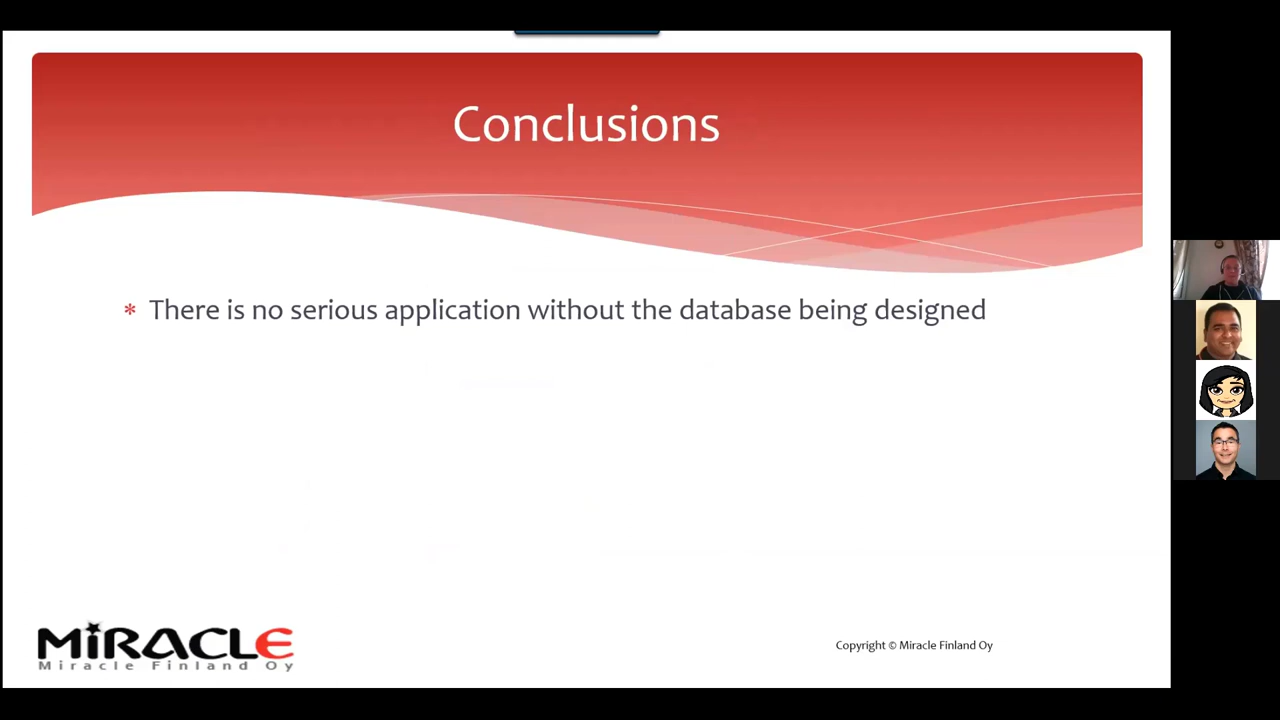 Conclusions
* There is no serious application without the database being designed
MiRACLE
Miracle Finland Oy
Copyright © Miracle Finland Oy